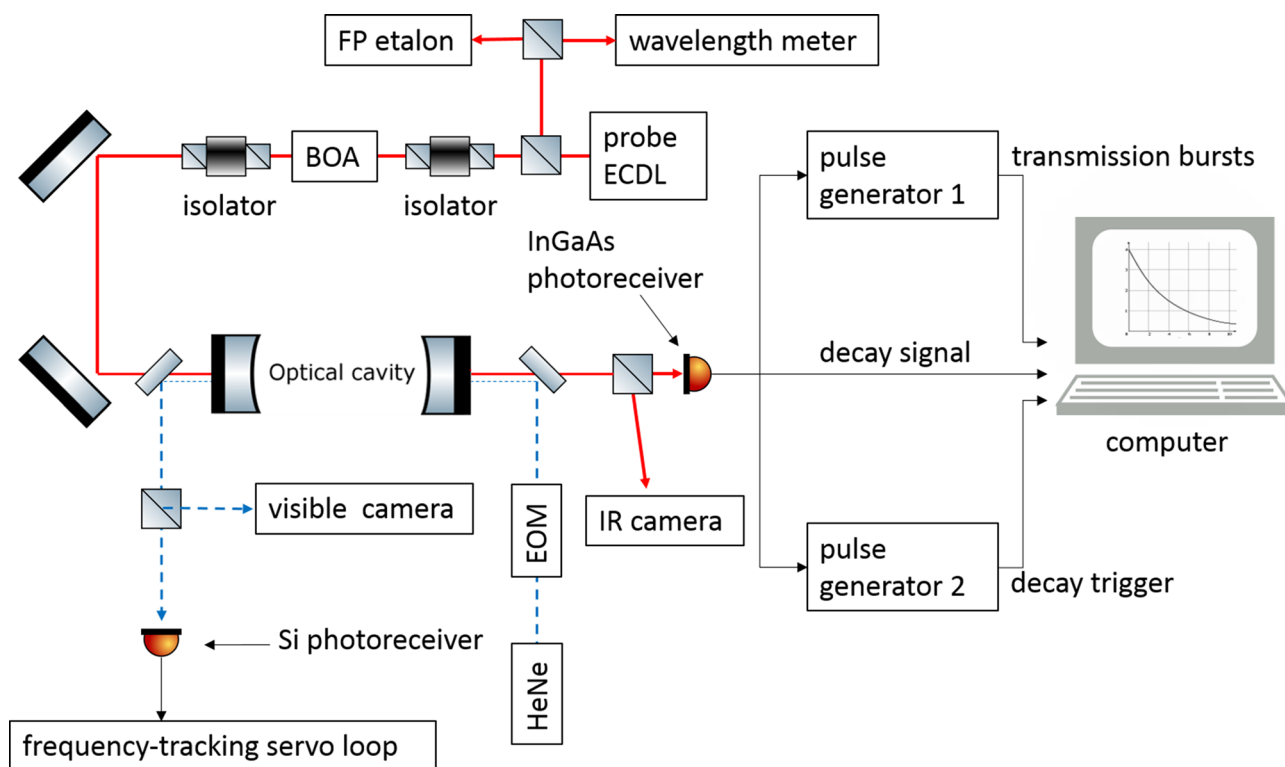 FP etalon
wavelength meter
BOA
probe
ECDL
isolator
isolator
pulse
generator 1
transmission bursts
InGaAs
photoreceiver
Optical cavity
decay signal
computer
visible camera
EOM
IR camera
pulse
generator 2
decay trigger
Si photoreceiver
HeNe
frequency-tracking servo loop